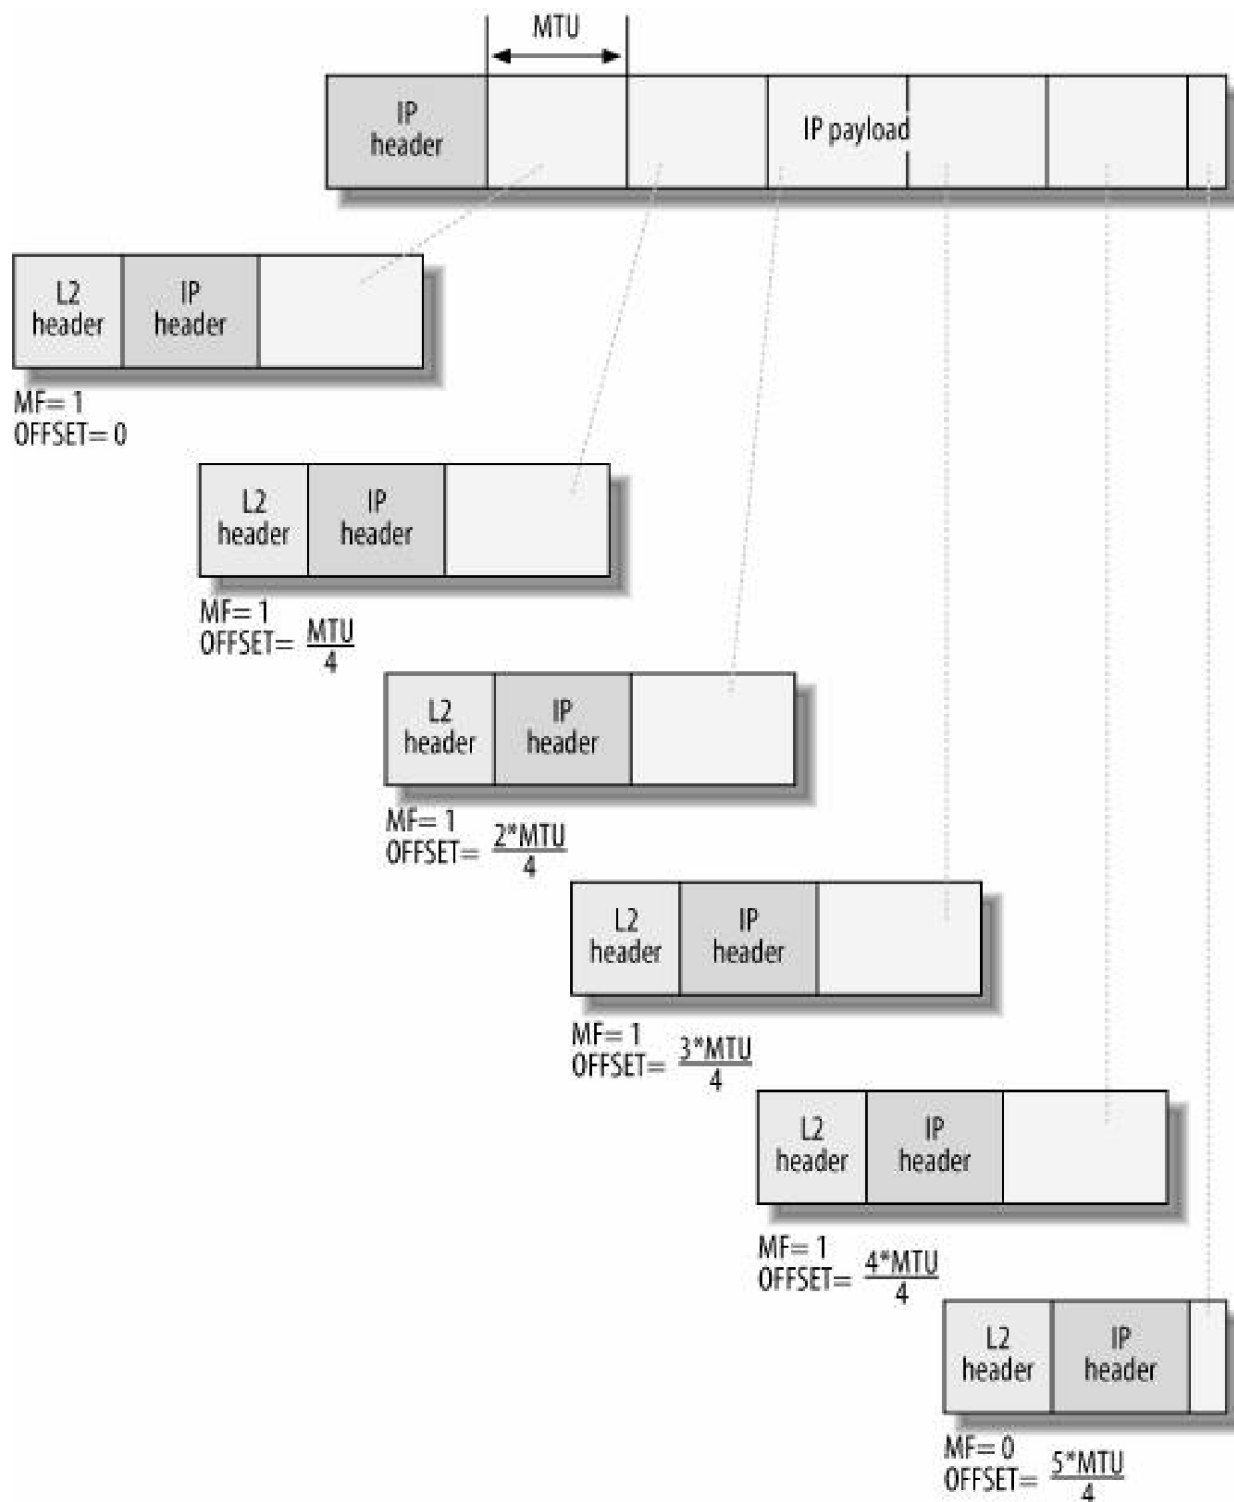 MTU
IP
header
IP payload
L2
header
IP
header
MF= 1
OFFSET= 0
L2
header
IP
header
MF= 1
OFFSET= MTU
4
L2
header
IP
header
MF= 1
OFFSET= 2*MTU
4
L2
header
IP
header
MF= 1
OFFSET= 3*MTU
4
L2
header
IP
header
MF= 1
OFFSET= 4*MTU
4
L2
header
IP
header
MF= 0
OFFSET= 5*MTU
4